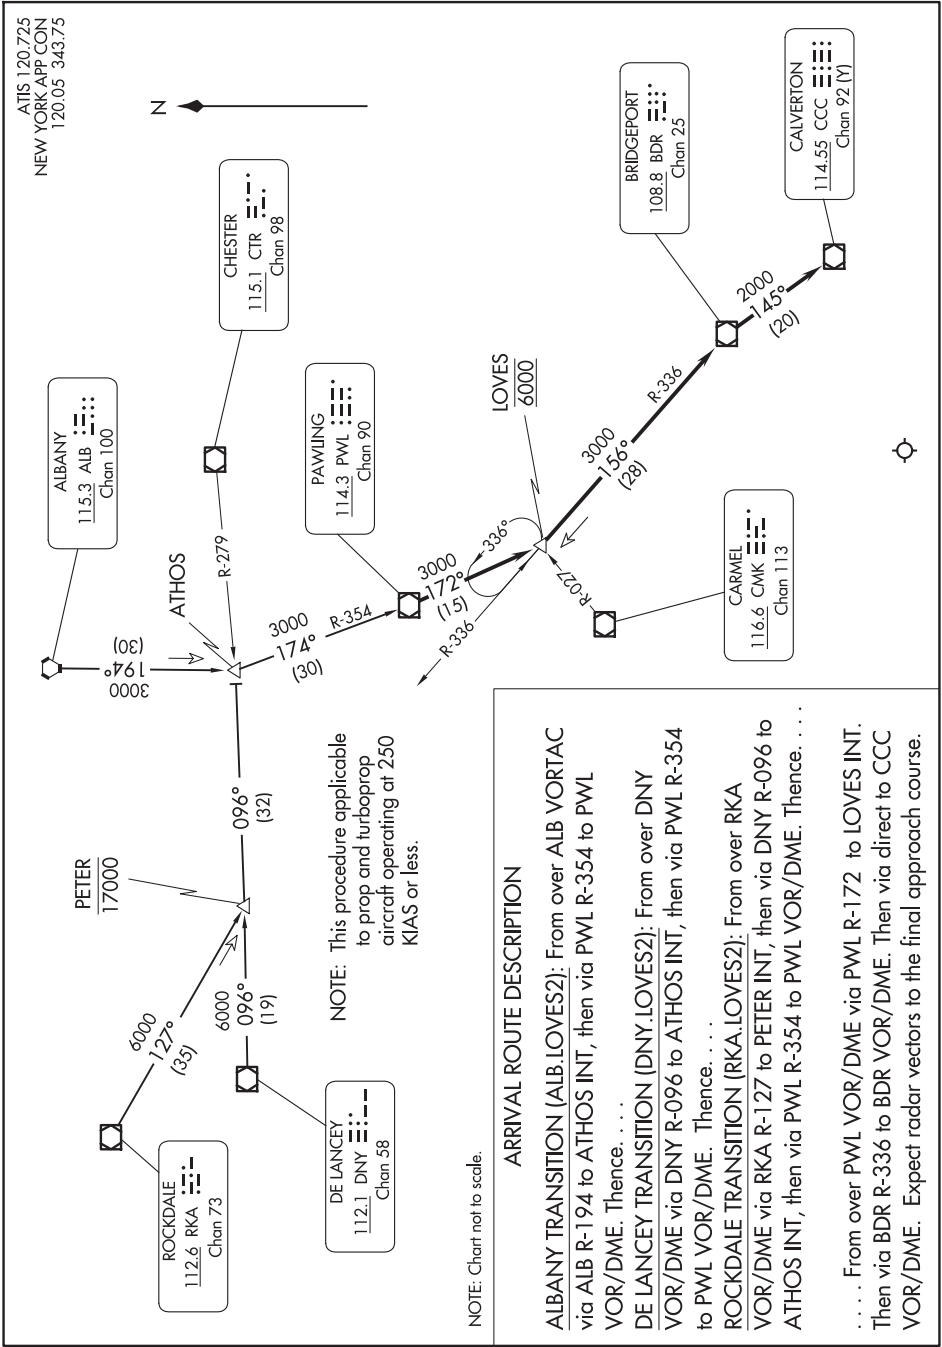 ATIS 120.725
NEW YORK APP CON
120.05 343.75
N
ALBANY
115.3 ALB
Chan 100
CHESTER
115.1 CTR
Chan 98
ATHOS
R-279
3000
194°
(30)
PETER
17000
096°
(32)
6000
127°
(35)
6000
096°
(19)
ROCKDALE
112.6 RKA
Chan 73
DE LANCEY
112.1 DNY
Chan 58
NOTE: This procedure applicable
to prop and turboprop
aircraft operating at 250
KIAS or less.
3000
174°
(30)
R-354
PAWLING
114.3 PWL
Chan 90
3000
172°
(15)
R-336
336°
LOVES
6000
R-027
CARMEL
116.6 CMK
Chan 113
3000
156°
(28)
R-336
BRIDGEPORT
108.8 BDR
Chan 25
2000
145°
(20)
CALVERTON
114.55 CCC
Chan 92 (Y)
NOTE: Chart not to scale.
ARRIVAL ROUTE DESCRIPTION
ALBANY TRANSITION (ALB.LOVES2): From over ALB VORTAC
via ALB R-194 to ATHOS INT, then via PWL R-354 to PWL
VOR/DME. Thence. . . .
DE LANCEY TRANSITION (DNY.LOVES2): From over DNY
VOR/DME via DNY R-096 to ATHOS INT, then via PWL R-354
to PWL VOR/DME. Thence. . . .
ROCKDALE TRANSITION (RKA.LOVES2): From over RKA
VOR/DME via RKA R-127 to PETER INT, then via DNY R-096 to
ATHOS INT, then via PWL R-354 to PWL VOR/DME. Thence. . . .
. . . . From over PWL VOR/DME via PWL R-172 to LOVES INT.
Then via BDR R-336 to BDR VOR/DME. Then via direct to CCC
VOR/DME. Expect radar vectors to the final approach course.